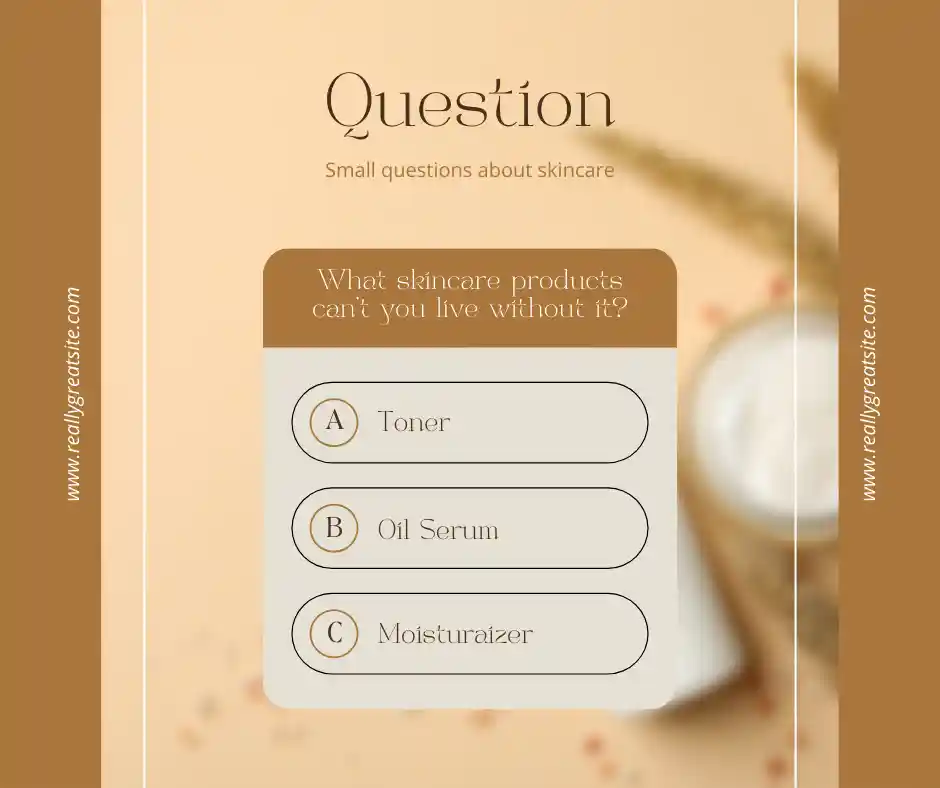 Question
Small questions about skincare
What skincare products
can't you live without it?
A Toner
B Oil Serum
C Moisturaizer
www.reallygreatsite.com
www.reallygreatsite.com